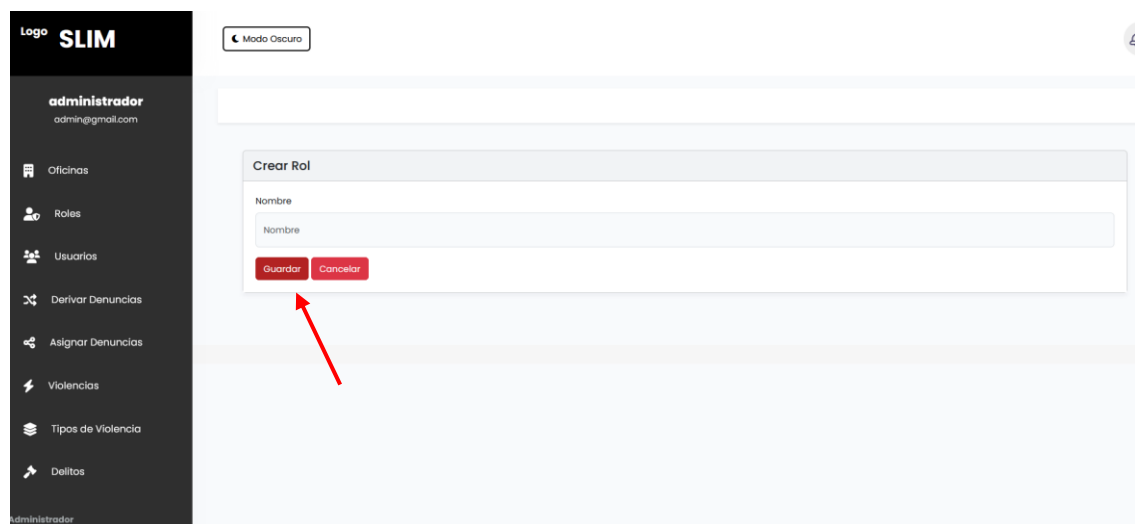 Logo SLIM
Modo Oscuro
administrador
admin@gmail.com
Oficinas
Roles
Usuarios
Derivar Denuncias
Asignar Denuncias
Violencias
Tipos de Violencia
Delitos
Administrador
Crear Rol
Nombre
Nombre
Guardar Cancelar